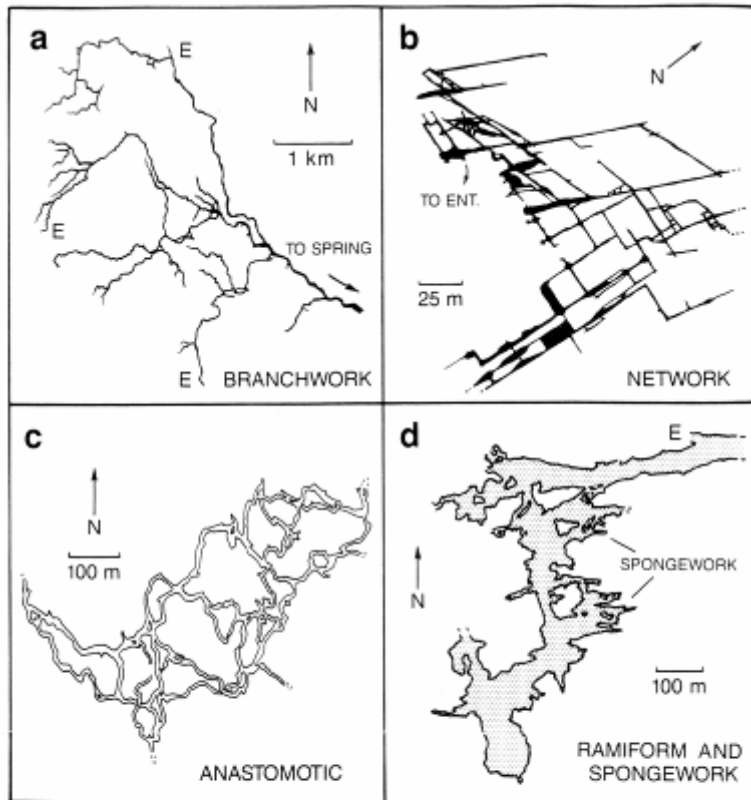 a
E
N
1 km
E
TO SPRING
E
BRANCHWORK
b
N
TO ENT.
25 m
NETWORK
c
N
100 m
ANASTOMOTIC
d
E
SPONGEWORK
N
100 m
RAMIFORM AND
SPONGEWORK